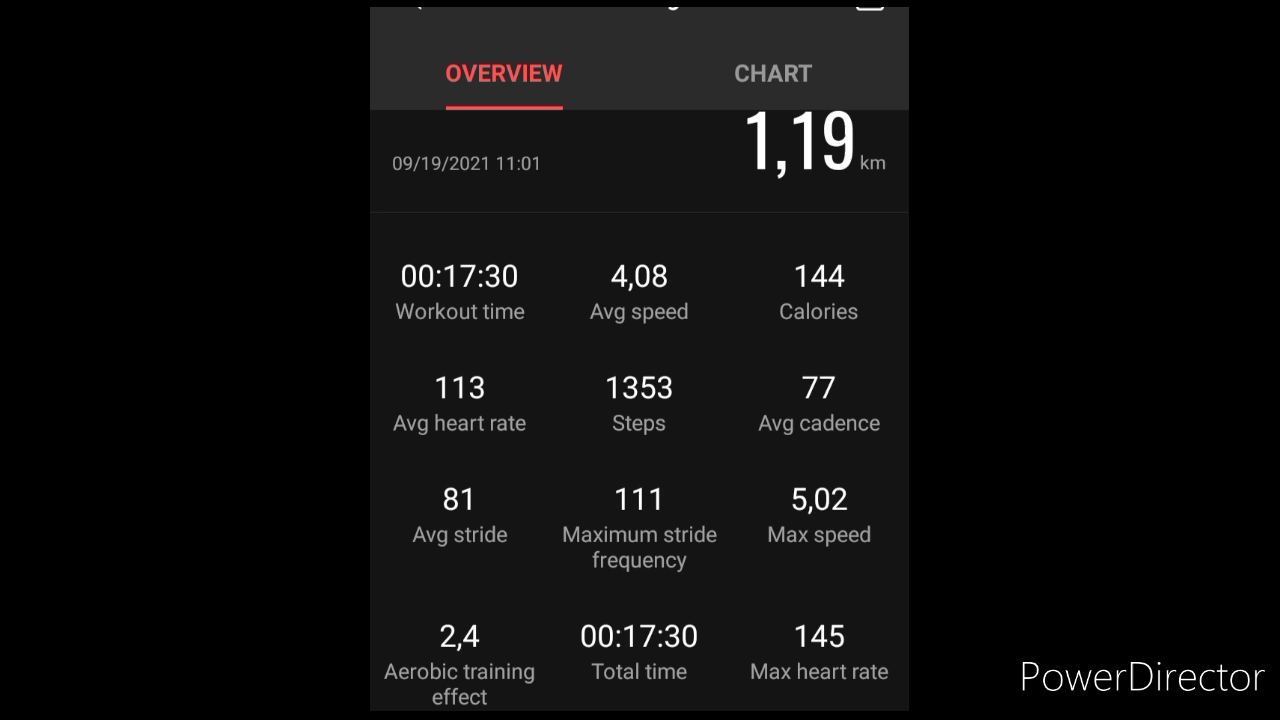 OVERVIEW CHART
1,19 km
09/19/2021 11:01
00:17:30 4,08 144
Workout time Avg speed Calories
113 1353 77
Avg heart rate Steps Avg cadence
81 111 5,02
Avg stride Maximum stride frequency Max speed
2,4 00:17:30 145
Aerobic training effect Total time Max heart rate
PowerDirector